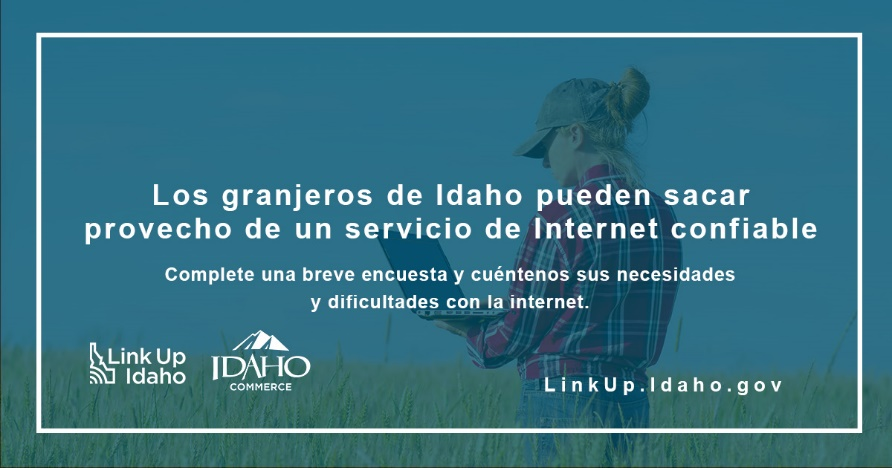 Los granjeros de Idaho pueden sacar
provecho de un servicio de Internet confiable
Complete una breve encuesta y cuéntenos sus necesidades
y dificultades con la internet.
Link Up
Idaho
IDAHO
COMMERCE
LinkUp.Idaho.gov